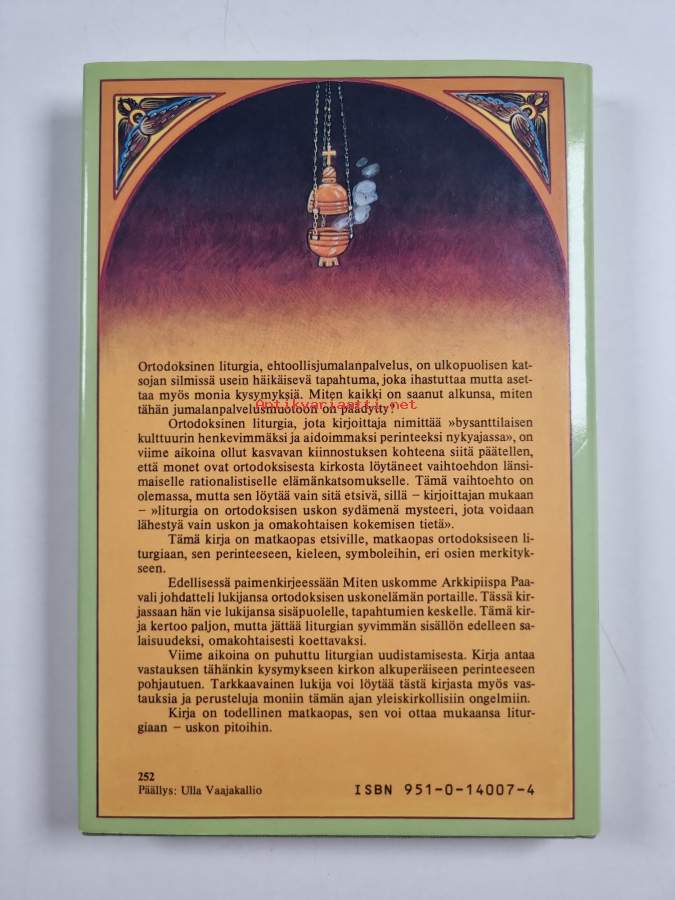 Ortodoksinen liturgia, ehtoollisjumalanpalvelus, on ulkopuolisen kat-
sojan silmissä usein häikäisevä tapahtuma, joka ihastuttaa mutta aset-
taa myös monia kysymyksiä. Miten kaikki on saanut alkunsa, miten
tähän jumalanpalvelusmuotoon on päädytty?
Antikvariaatti.net
Ortodoksinen liturgia, jota kirjoittaja nimittää »bysanttilaisen
kulttuurin henkevimmäksi ja aidoimmaksi perinteeksi nykyajassa», on
viime aikoina ollut kasvavan kiinnostuksen kohteena siitä päätellen,
että monet ovat ortodoksisesta kirkosta löytäneet vaihtoehdon länsi-
maiselle rationalistiselle elämänkatsomukselle. Tämä vaihtoehto on
olemassa, mutta sen löytää vain sitä etsivä, sillä – kirjoittajan mukaan
– »liturgia on ortodoksisen uskon sydämenä mysteeri, jota voidaan
lähestyä vain uskon ja omakohtaisen kokemisen tietä».
Tämä kirja on matkaopas etsiville, matkaopas ortodoksiseen li-
turgiaan, sen perinteeseen, kieleen, symboleihin, eri osien merkityk-
seen.
Edellisessä paimenkirjeessään Miten uskomme Arkkipiispa Paa-
vali johdatteli lukijansa ortodoksisen uskonelämän portaille. Tässä kir-
jassaan hän vie lukijansa sisäpuolelle, tapahtumien keskelle. Tämä kir-
ja kertoo paljon, mutta jättää liturgian syvimmän sisällön edelleen sa-
laisuudeksi, omakohtaisesti koettavaksi.
Viime aikoina on puhuttu liturgian uudistamisesta. Kirja antaa
vastauksen tähänkin kysymykseen kirkon alkuperäiseen perinteeseen
pohjautuen. Tarkkaavainen lukija voi löytää tästä kirjasta myös vas-
tauksia ja perusteluja moniin tämän ajan yleiskirkollisiin ongelmiin.
Kirja on todellinen matkaopas, sen voi ottaa mukaansa litur-
giaan – uskon pitoihin.
252
Päällys: Ulla Vaajakallio
ISBN 951-0-14007-4